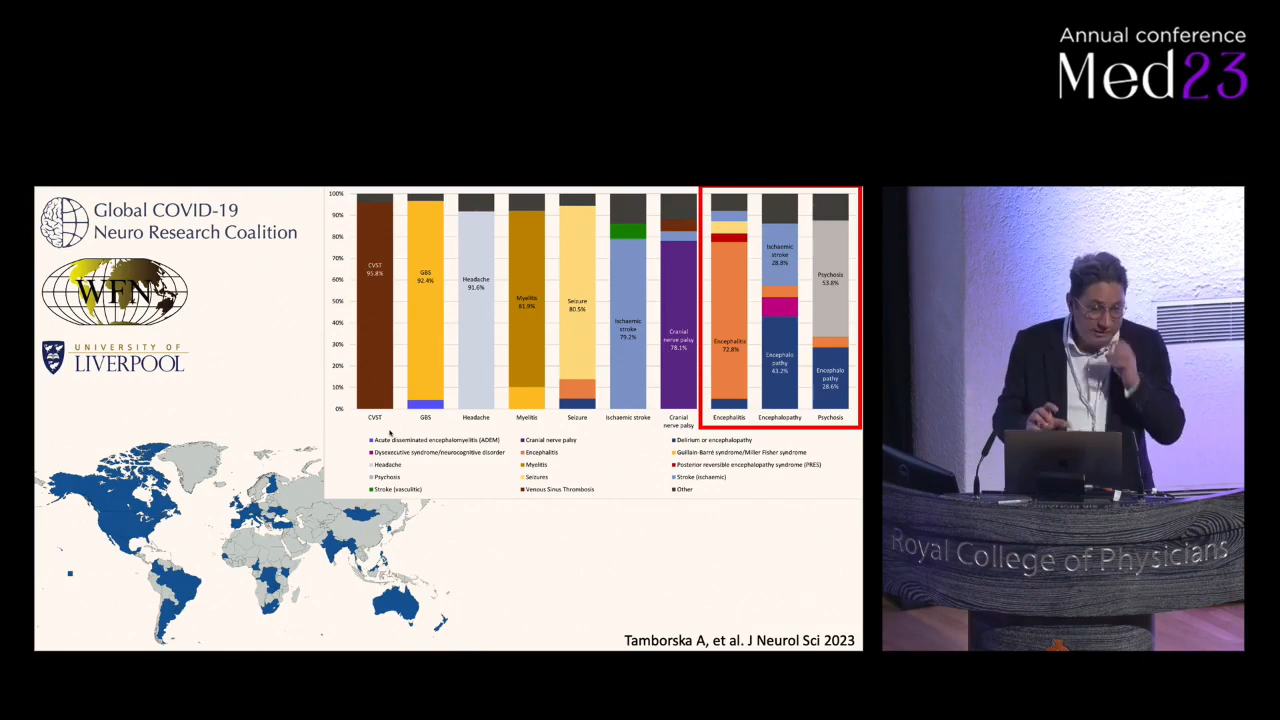 Annual conference
Med23
Global COVID-19
Neuro Research Coalition
WFN
UNIVERSITY OF
LIVERPOOL
100%
90%
80%
70%
60%
50%
40%
30%
20%
10%
0%
CVST
95.8%
GBS
92.4%
Headache
91.6%
Myelitis
81.9%
Seizure
80.5%
Ischaemic
stroke
79.2%
Cranial
nerve palsy
78.1%
Encephalitis
72.8%
Ischaemic
stroke
28.8%
Encephalo
pathy
43.2%
Psychosis
53.8%
Encephalo
pathy
28.6%
CVST
GBS
Headache
Myelitis
Seizure
Ischaemic stroke
Cranial
nerve palsy
Encephalitis
Encephalopathy
Psychosis
Acute disseminated encephalomyelitis (ADEM)
Cranial nerve palsy
Delirium or encephalopathy
Dysexecutive syndrome/neurocognitive disorder
Encephalitis
Guillain-Barré syndrome/Miller Fisher syndrome
Headache
Myelitis
Posterior reversible encephalopathy syndrome (PRES)
Psychosis
Seizures
Stroke (ischaemic)
Stroke (vasculitic)
Venous Sinus Thrombosis
Other
Tamborska A, et al. J Neurol Sci 2023
Royal College of Physicians